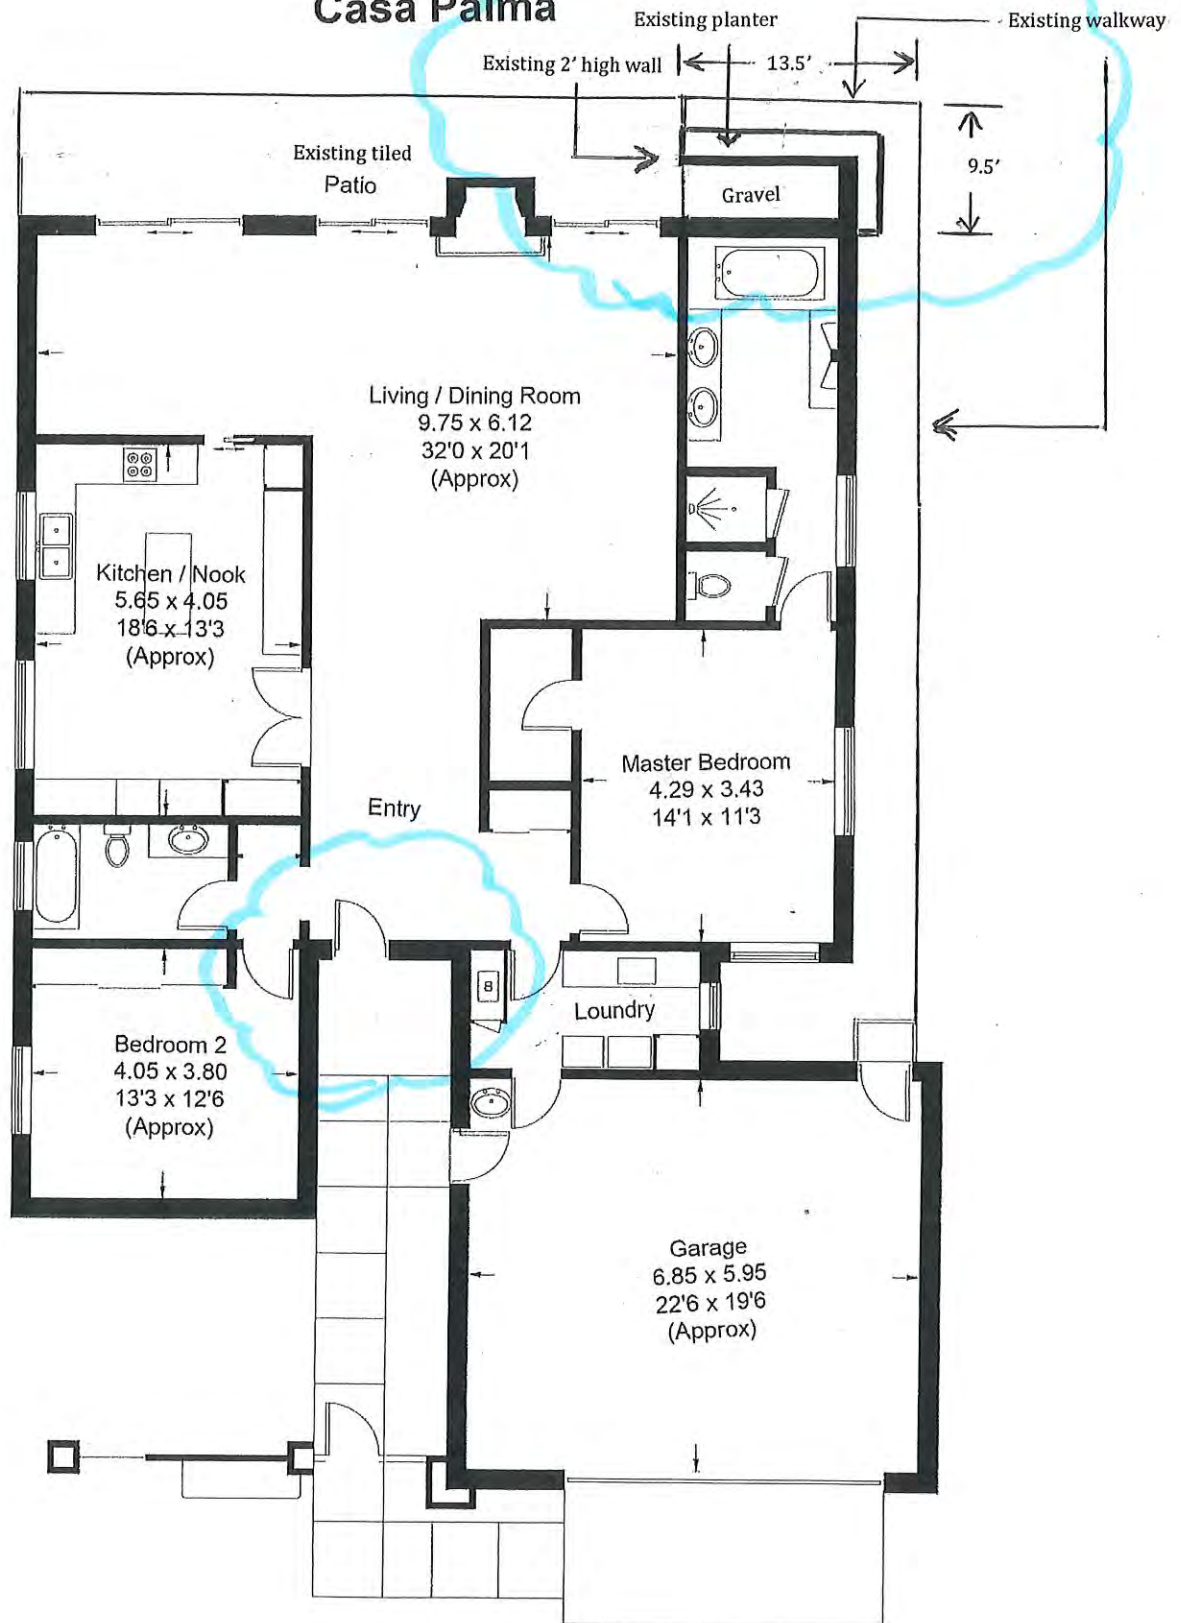 Casa Palma
Existing planter
Existing walkway
Existing 2' high wall
13.5'
Existing tiled
Patio
9.5'
Gravel
Living / Dining Room
9.75 x 6.12
32'0 x 20'1
(Approx)
Kitchen / Nook
5.65 x 4.05
18'6 x 13'3
(Approx)
Master Bedroom
4.29 x 3.43
14'1 x 11'3
Entry
B
Loundry
Bedroom 2
4.05 x 3.80
13'3 x 12'6
(Approx)
Garage
6.85 x 5.95
22'6 x 19'6
(Approx)